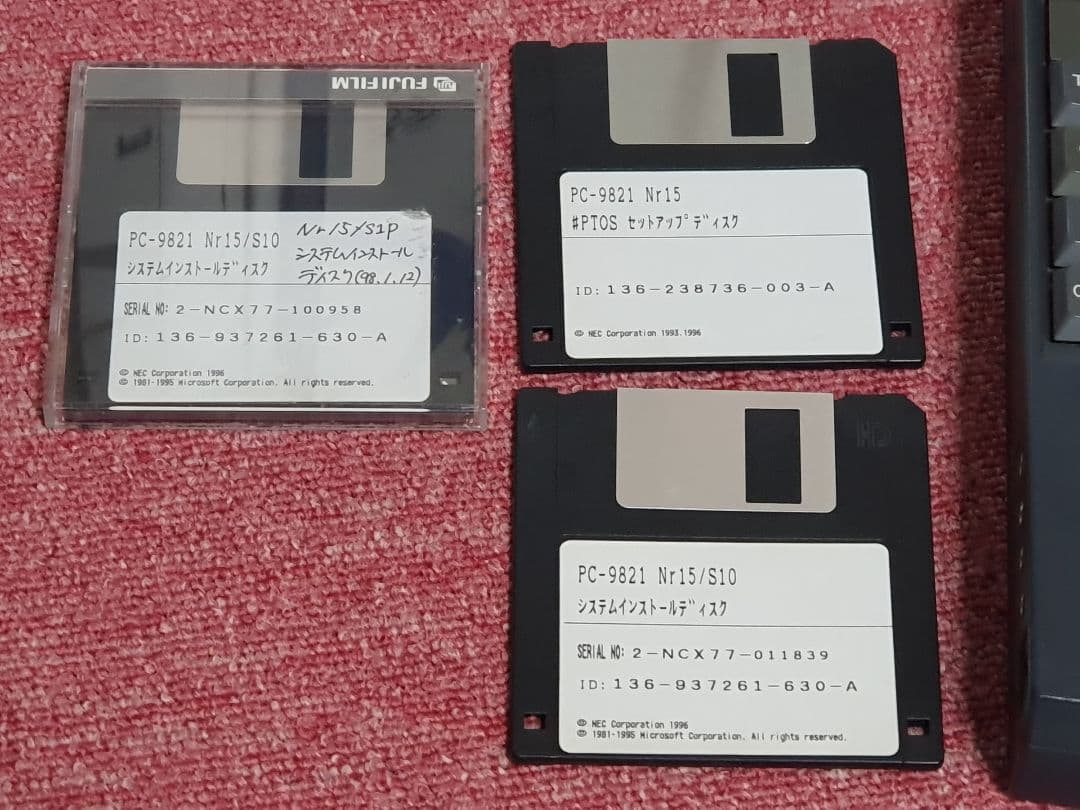 FUJIFILM
PC-9821 Nr15/S10
システムインストールディスク
Nr15/S1P
システムインストール
ディスク(98.1.12)
SERIAL NO: 2-NCX77-100958
ID: 136-937261-630-A
© NEC Corporation 1996
© 1981-1995 Microsoft Corporation. All rights reserved.
PC-9821 Nr15
#PTOS セットアップディスク
ID: 136-238736-003-A
© NEC Corporation 1993,1996
HD
PC-9821 Nr15/S10
システムインストールディスク
SERIAL NO: 2-NCX77-011839
ID: 136-937261-630-A
© NEC Corporation 1996
© 1981-1995 Microsoft Corporation. All rights reserved.